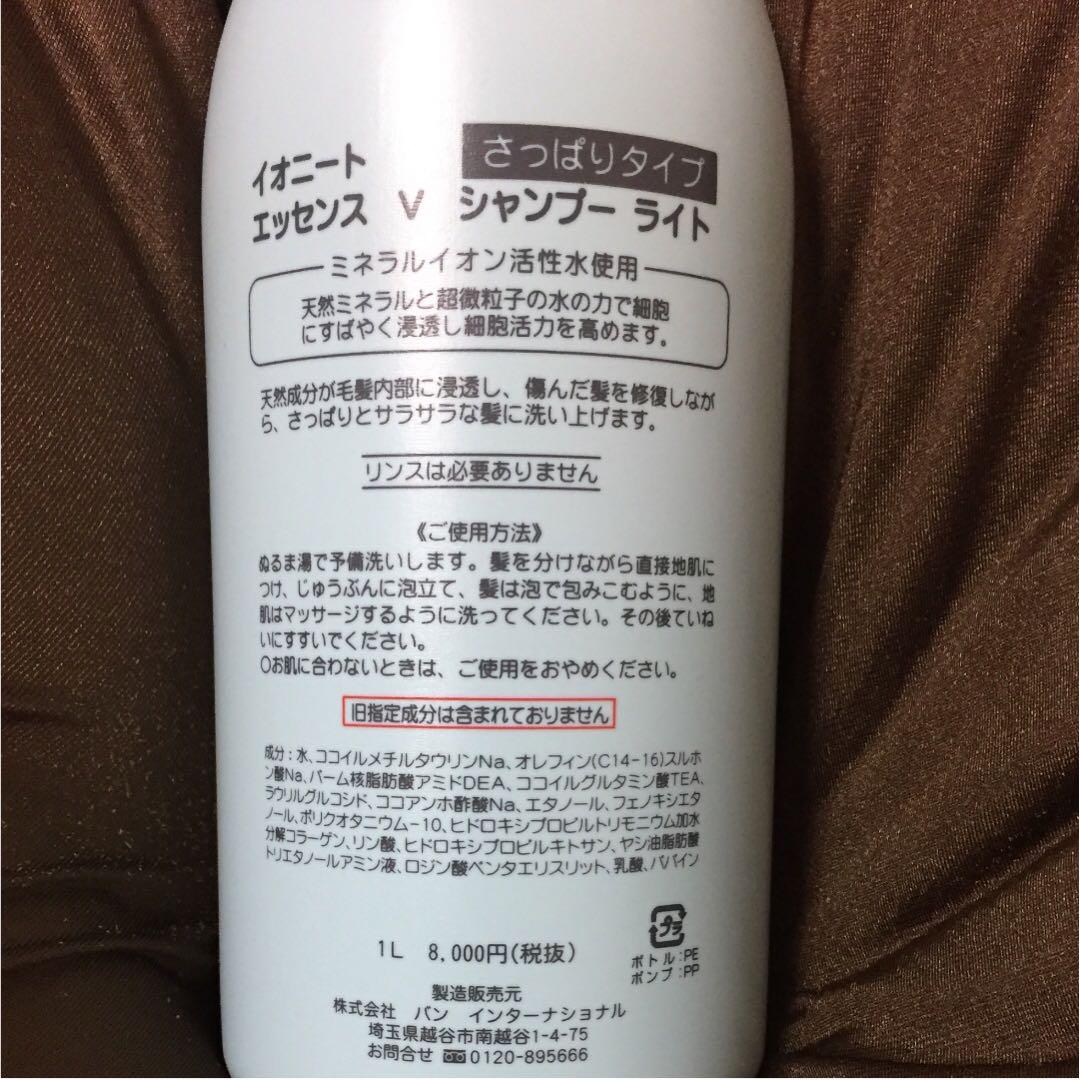 さっぱりタイプ
イオニート
エッセンス V シャンプー ライト
ミネラルイオン活性水使用
天然ミネラルと超微粒子の水の力で細胞
にすばやく浸透し細胞活力を高めます。
天然成分が毛髪内部に浸透し、傷んだ髪を修復しなが
ら、さっぱりとサラサラな髪に洗い上げます。
リンスは必要ありません
《ご使用方法》
ぬるま湯で予備洗いします。髪を分けながら直接地肌に
つけ、じゅうぶんに泡立て、髪は泡で包みこむように、地
肌はマッサージするように洗ってください。その後ていね
いにすすいでください。
○お肌に合わないときは、ご使用をおやめください。
旧指定成分は含まれておりません
成分：水、ココイルメチルタウリンNa、オレフィン(C14-16)スルホ
ン酸Na、パーム核脂肪酸アミドDEA、ココイルグルタミン酸TEA、
ラウリルグルコシド、ココアンホ酢酸Na、エタノール、フェノキシエタ
ノール、ポリクオタニウム-10、ヒドロキシプロピルトリモニウム加水
分解コラーゲン、リン酸、ヒドロキシプロピルキトサン、ヤシ油脂肪酸
トリエタノールアミン液、ロジン酸ペンタエリスリット、乳酸、パパイン
プラ
1L 8,000円(税抜)
ボトル:PE
ポンプ:PP
製造販売元
株式会社 バン インターナショナル
埼玉県越谷市南越谷1-4-75
お問合せ 0120-895666